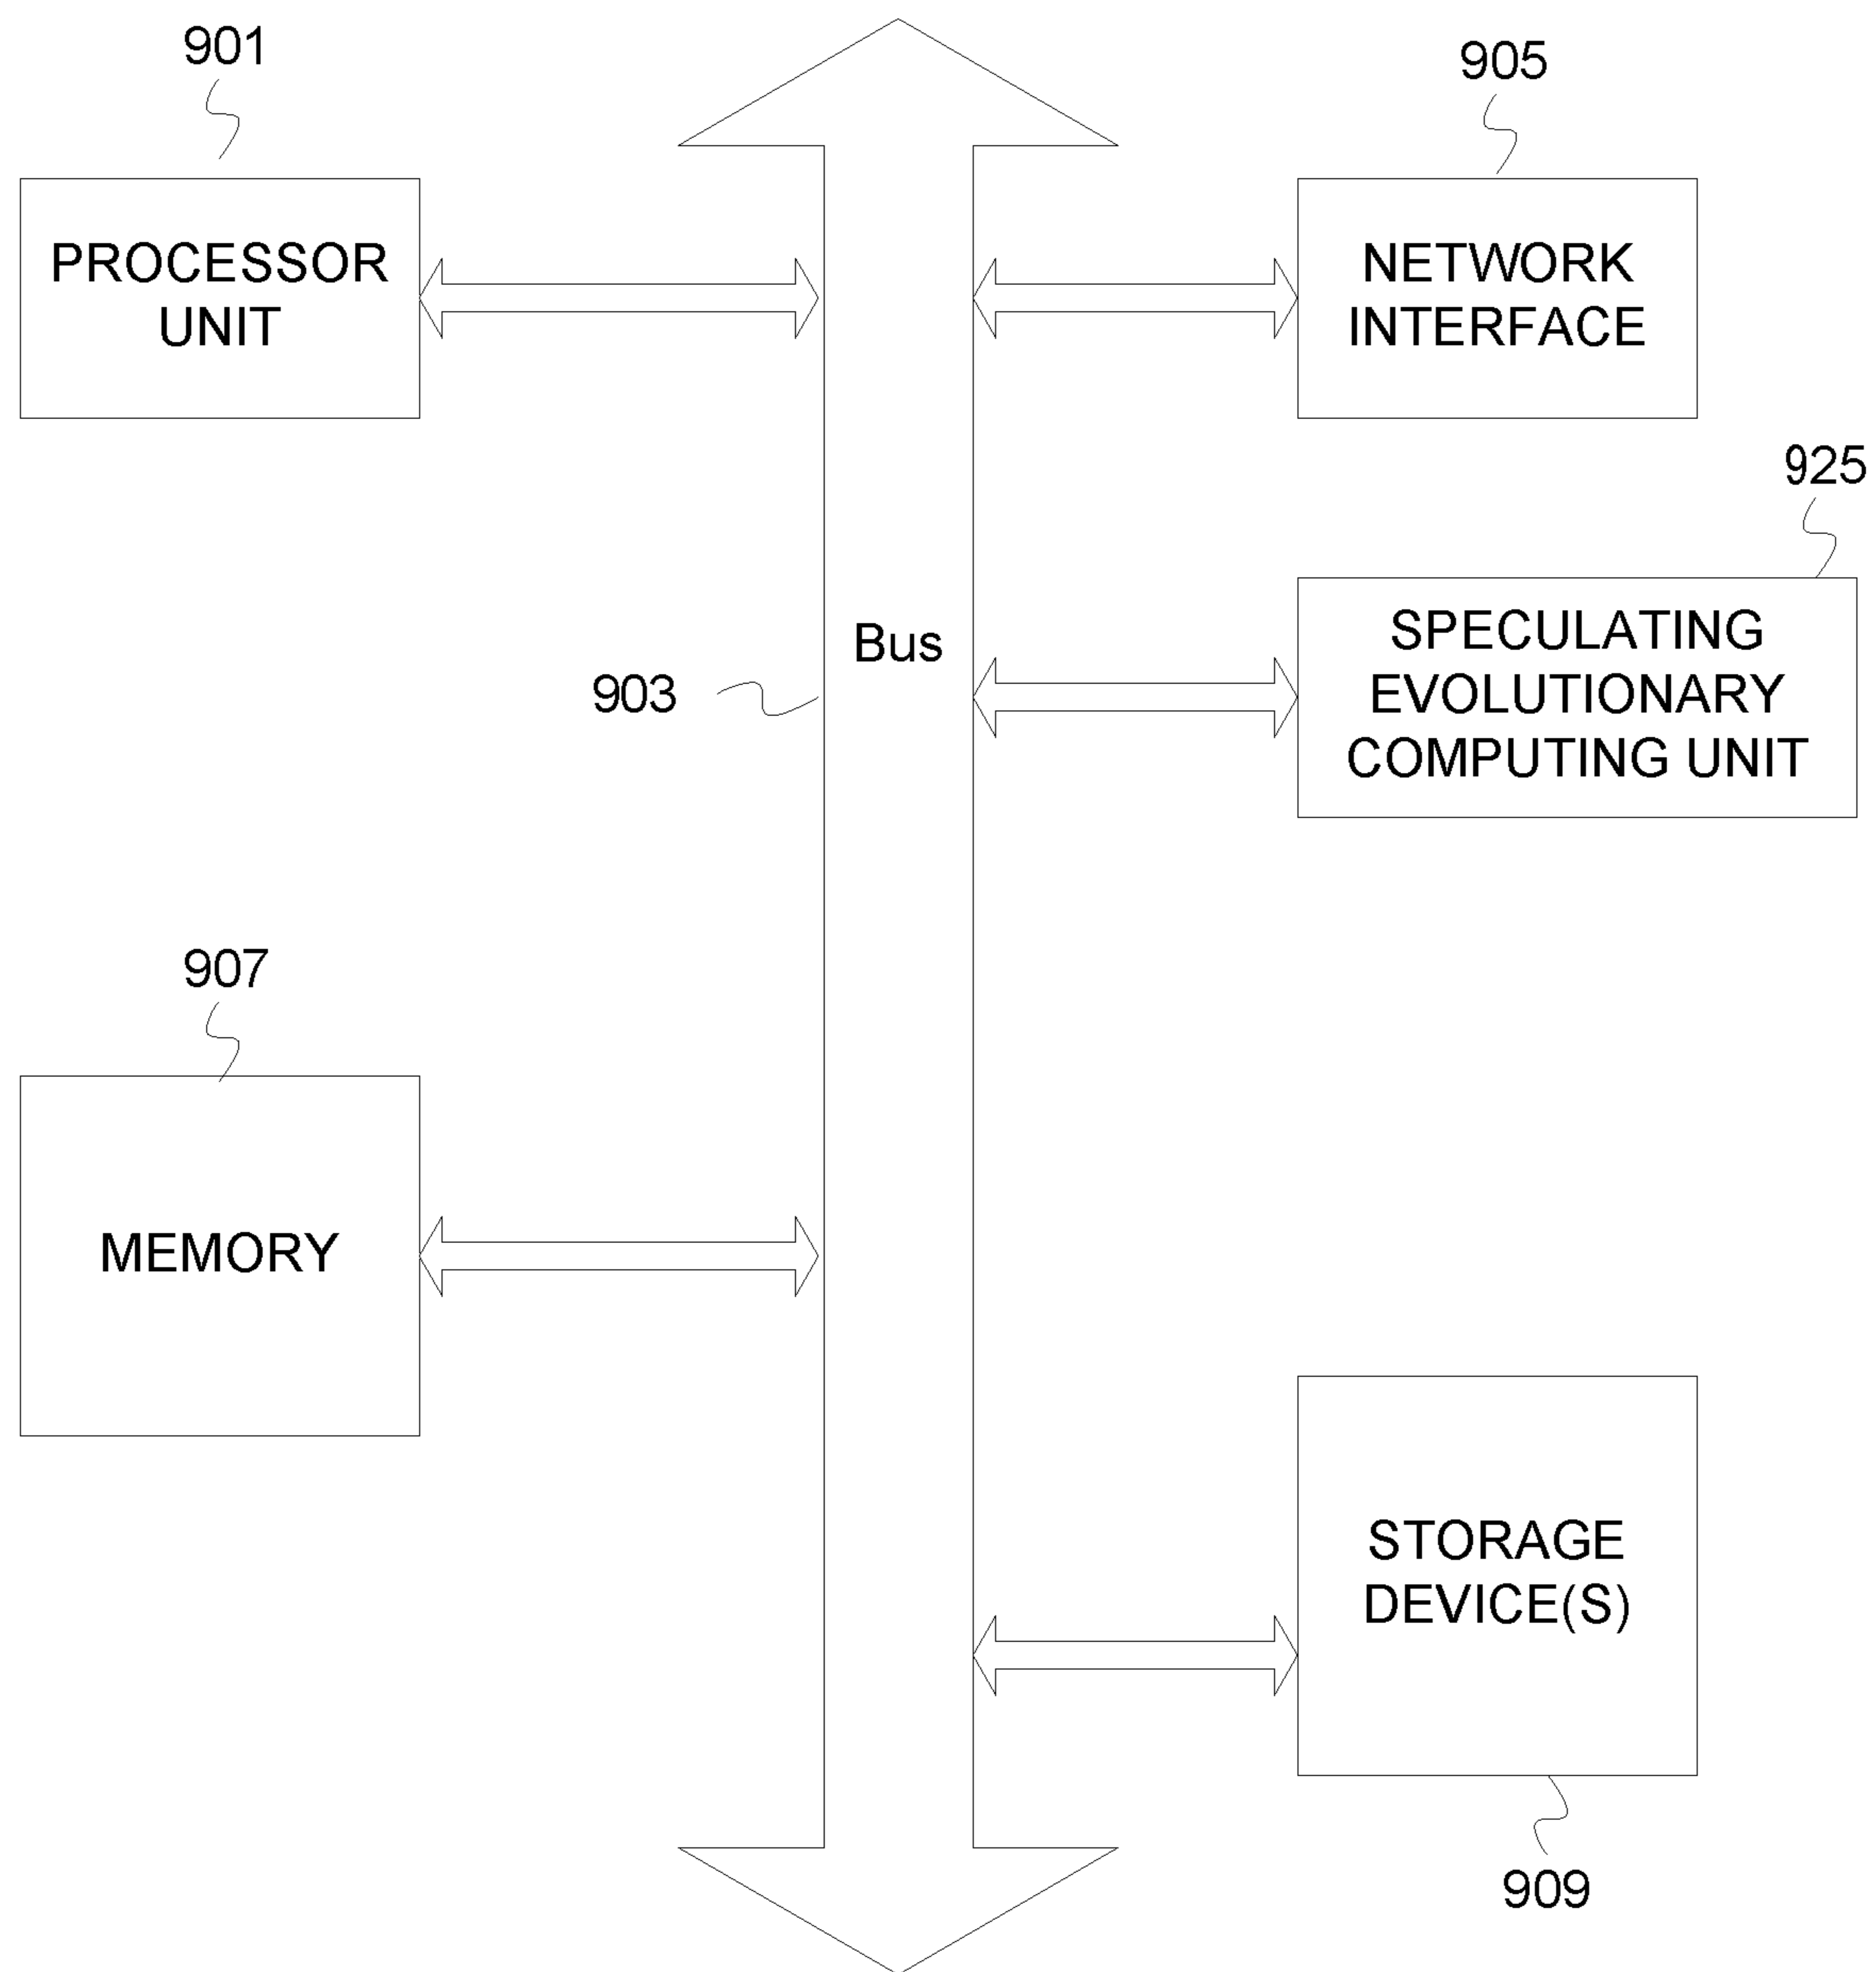 901
905
PROCESSOR
UNIT
NETWORK
INTERFACE
925
Bus
903
SPECULATING
EVOLUTIONARY
COMPUTING UNIT
907
MEMORY
STORAGE
DEVICE(S)
909